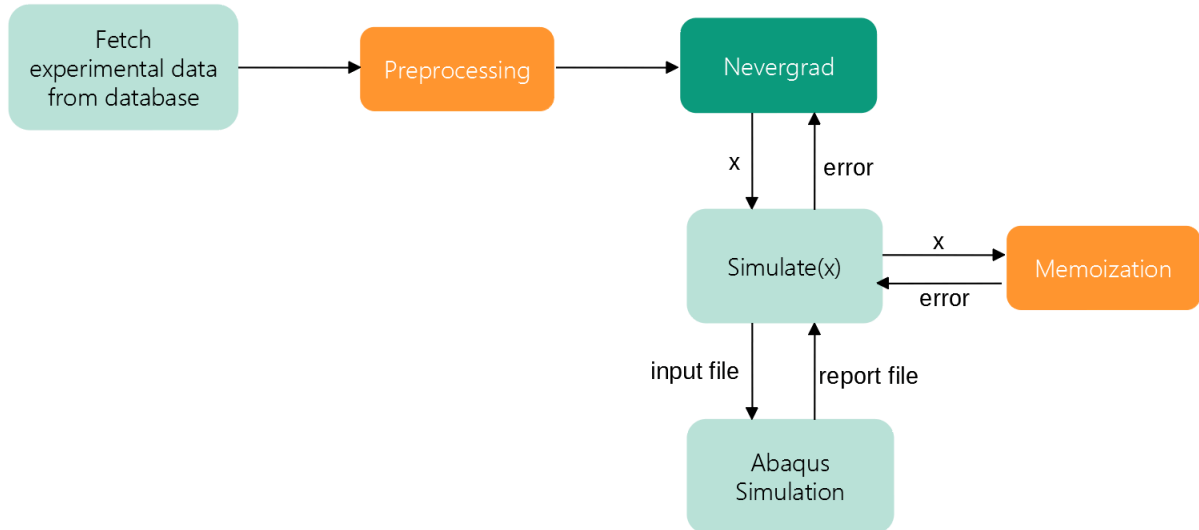 Fetch
experimental data
from database
Preprocessing
Nevergrad
x
error
Simulate(x)
x
error
Memoization
input file
report file
Abaqus
Simulation